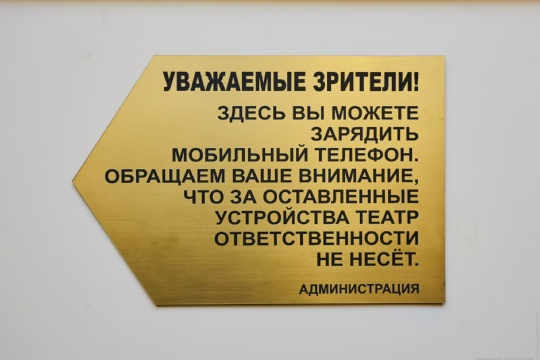 УВАЖАЕМЫЕ ЗРИТЕЛИ!
ЗДЕСЬ ВЫ МОЖЕТЕ
ЗАРЯДИТЬ
МОБИЛЬНЫЙ ТЕЛЕФОН.
ОБРАЩАЕМ ВАШЕ ВНИМАНИЕ,
ЧТО ЗА ОСТАВЛЕННЫЕ
УСТРОЙСТВА ТЕАТР
ОТВЕТСТВЕННОСТИ
НЕ НЕСЁТ.
АДМИНИСТРАЦИЯ